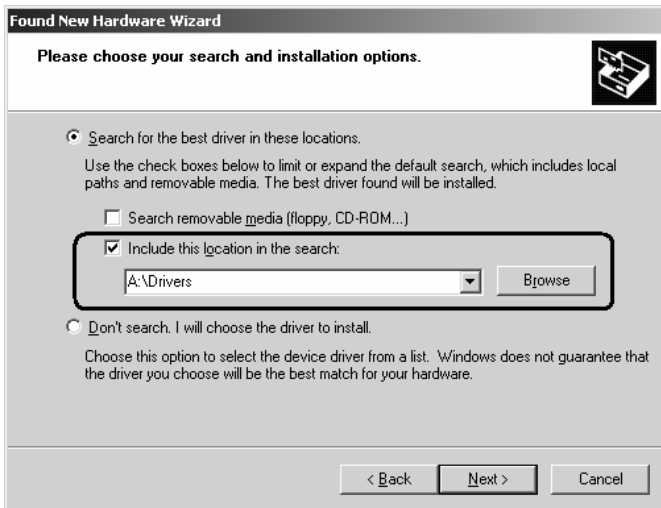 Found New Hardware Wizard
Please choose your search and installation options.
Search for the best driver in these locations.
Use the check boxes below to limit or expand the default search, which includes local
paths and removable media. The best driver found will be installed.
Search removable media (floppy, CD-ROM...)
Include this location in the search:
A:\Drivers
Browse
Don't search. I will choose the driver to install.
Choose this option to select the device driver from a list. Windows does not guarantee that
the driver you choose will be the best match for your hardware.
< Back Next > Cancel